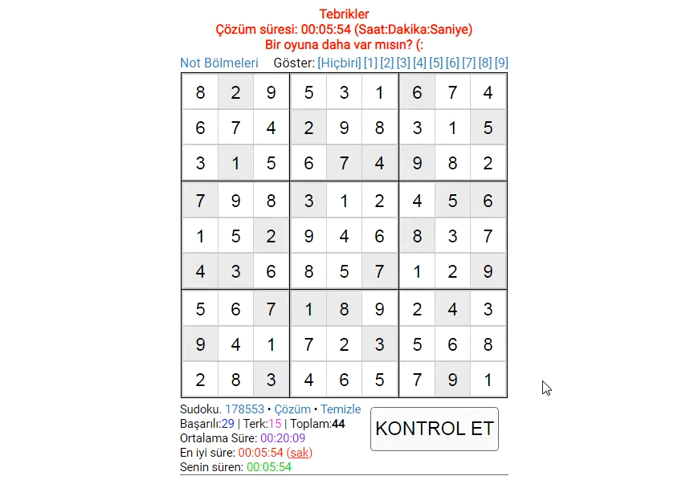 Tebrikler
Çözüm süresi: 00:05:54 (Saat:Dakika:Saniye)
Bir oyuna daha var mısın? (:
Not Bölmeleri Göster: [Hiçbiri] [1] [2] [3] [4] [5] [6] [7] [8] [9]
8 2 9 5 3 1 6 7 4
6 7 4 2 9 8 3 1 5
3 1 5 6 7 4 9 8 2
7 9 8 3 1 2 4 5 6
1 5 2 9 4 6 8 3 7
4 3 6 8 5 7 1 2 9
5 6 7 1 8 9 2 4 3
9 4 1 7 2 3 5 6 8
2 8 3 4 6 5 7 9 1
Sudoku. 178553 • Çözüm • Temizle
Başarılı:29 | Terk:15 | Toplam:44
Ortalama Süre: 00:20:09
En iyi süre: 00:05:54 (sak)
Senin süren: 00:05:54
KONTROL ET